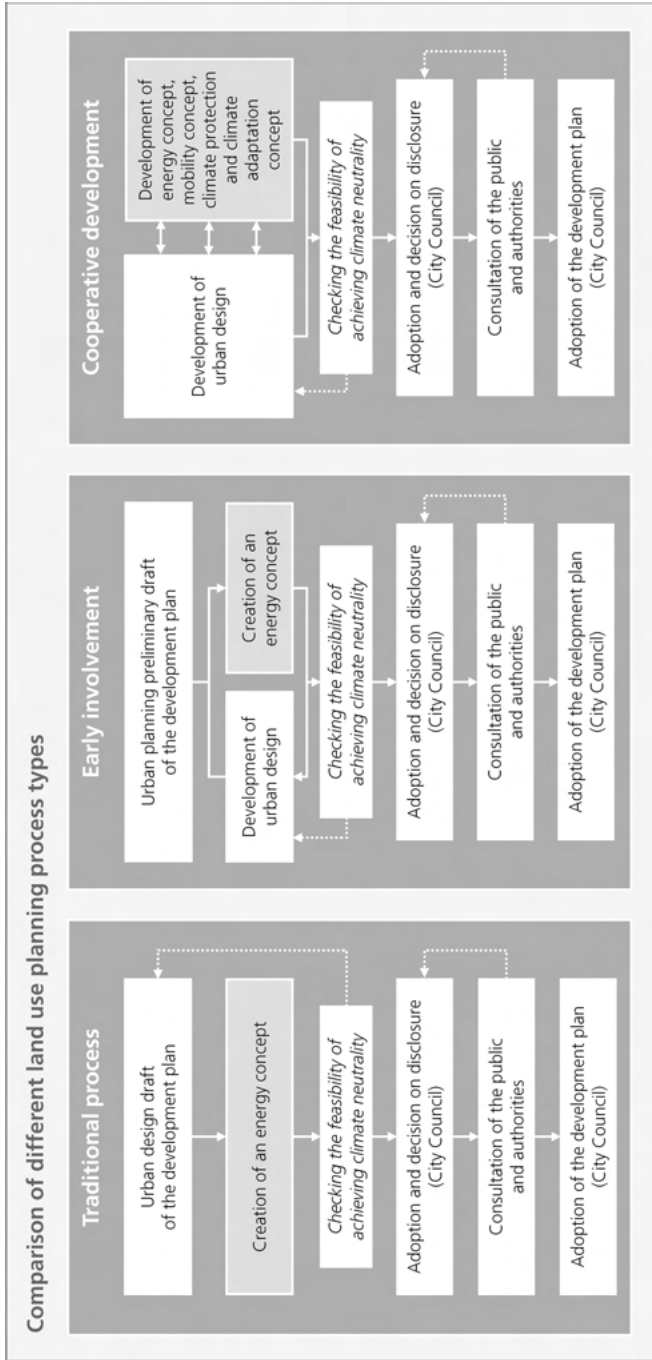 Comparison of different land use planning process types
Traditional process
Urban design draft
of the development plan
Creation of an energy concept
Checking the feasibility of
achieving climate neutrality
Adoption and decision on disclosure
(City Council)
Consultation of the public
and authorities
Adoption of the development plan
(City Council)
Early involvement
Urban planning preliminary draft
of the development plan
Development of
urban design
Creation of an
energy concept
Checking the feasibility of
achieving climate neutrality
Adoption and decision on disclosure
(City Council)
Consultation of the public
and authorities
Adoption of the development plan
(City Council)
Cooperative development
Development of
urban design
Development of
energy concept,
mobility concept,
climate protection
and climate
adaptation
concept
Checking the feasibility of
achieving climate neutrality
Adoption and decision on disclosure
(City Council)
Consultation of the public
and authorities
Adoption of the development plan
(City Council)